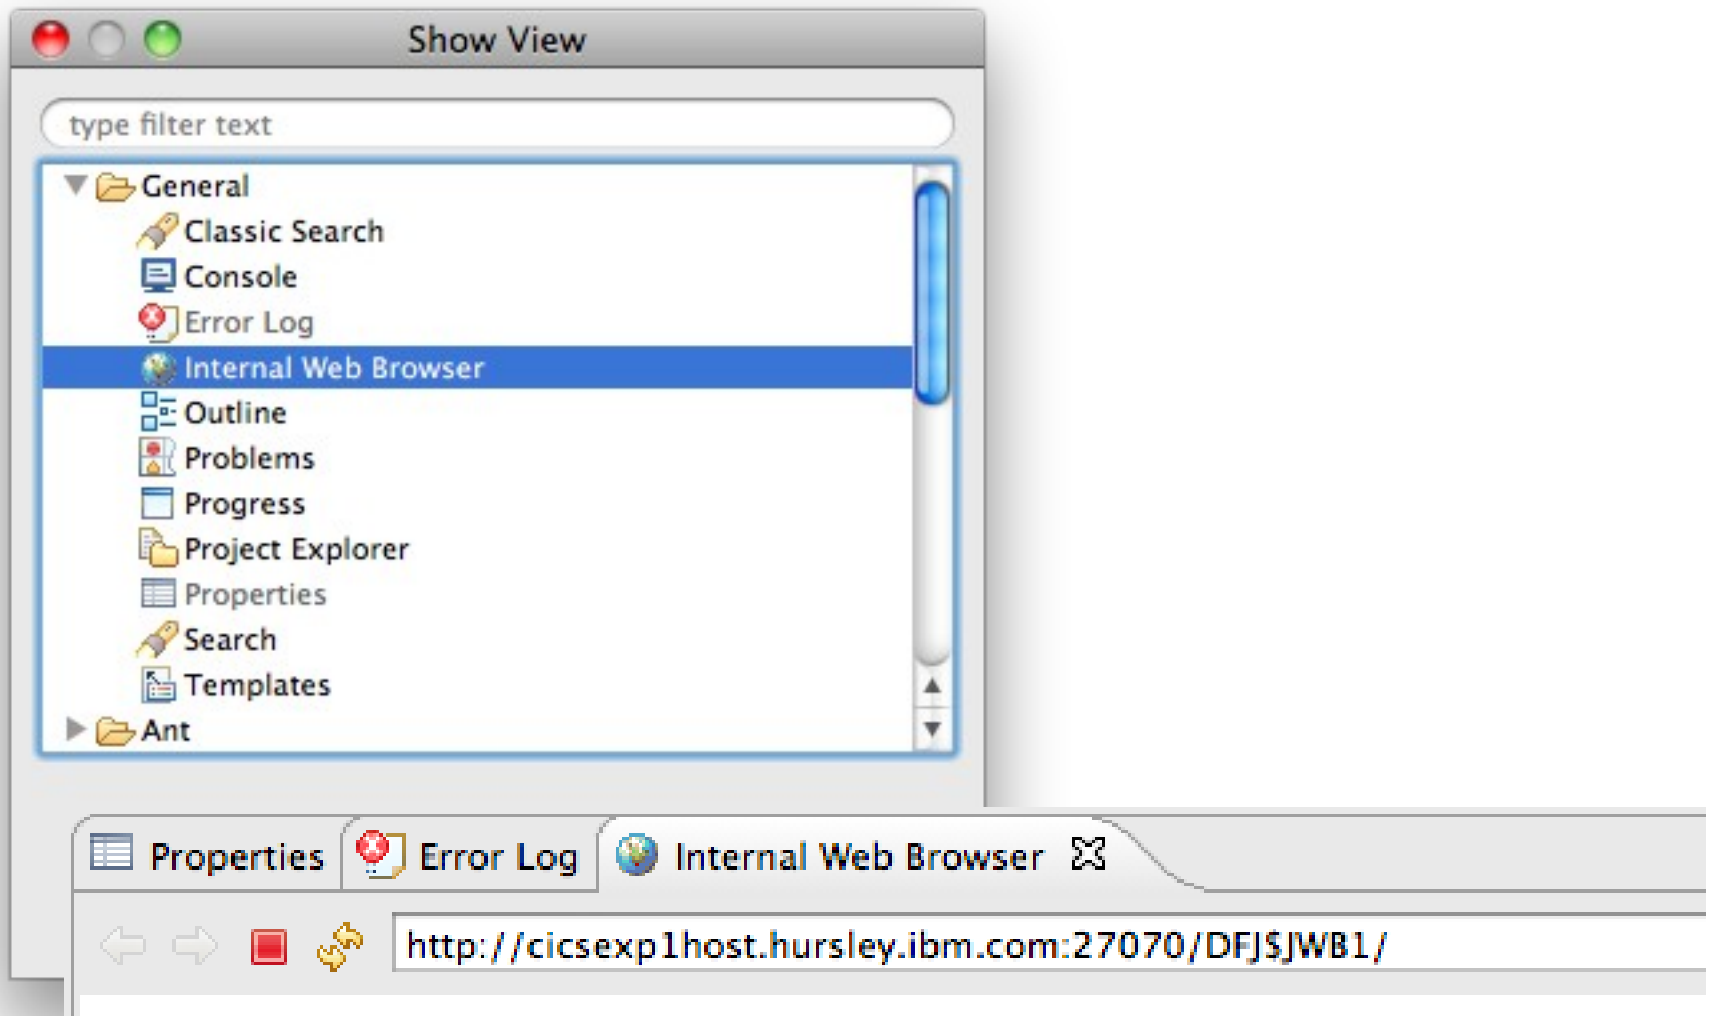 Show View
type filter text
General
Classic Search
Console
Error Log
Internal Web Browser
Outline
Problems
Progress
Project Explorer
Properties
Search
Templates
Ant
Properties Error Log Internal Web Browser
http://cicsexp1host.hursley.ibm.com:27070/DFJ$JWB1/